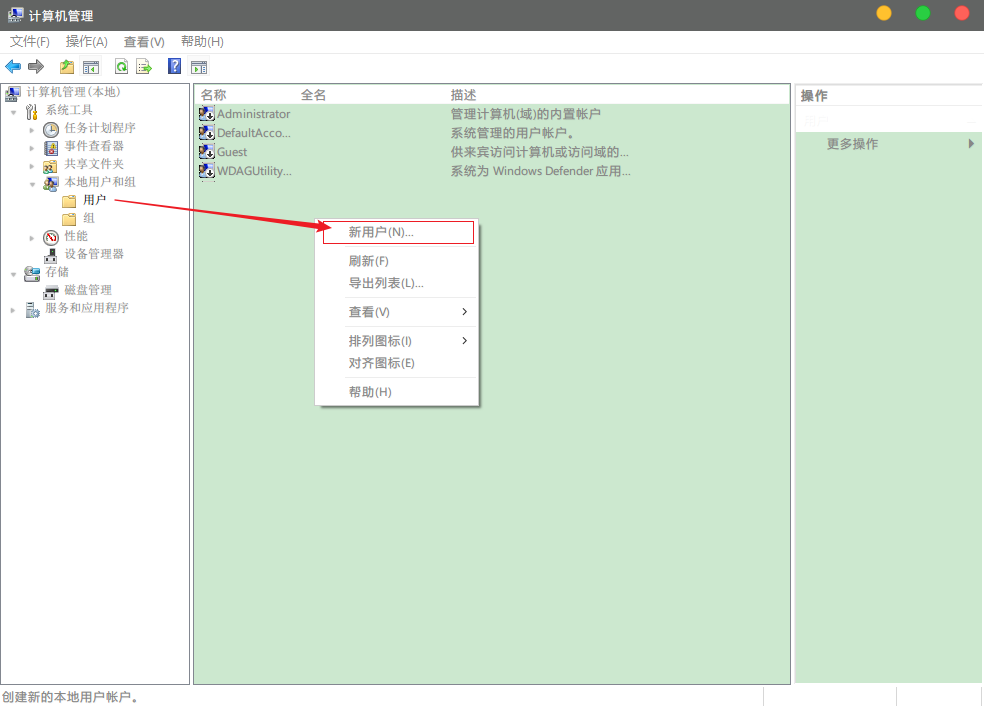 计算机管理
文件(F) 操作(A) 查看(V) 帮助(H)
计算机管理(本地)
系统工具
任务计划程序
事件查看器
共享文件夹
本地用户和组
用户
组
性能
设备管理器
存储
磁盘管理
服务和应用程序
名称 全名 描述
Administrator 管理计算机(域)的内置帐户
DefaultAcco... 系统管理的用户帐户。
Guest 供来宾访问计算机或访问域的...
WDAGUtility... 系统为 Windows Defender 应用...
新用户(N)...
刷新(F)
导出列表(L)...
查看(V)
排列图标(I)
对齐图标(E)
帮助(H)
操作
用户
更多操作
创建新的本地用户帐户。